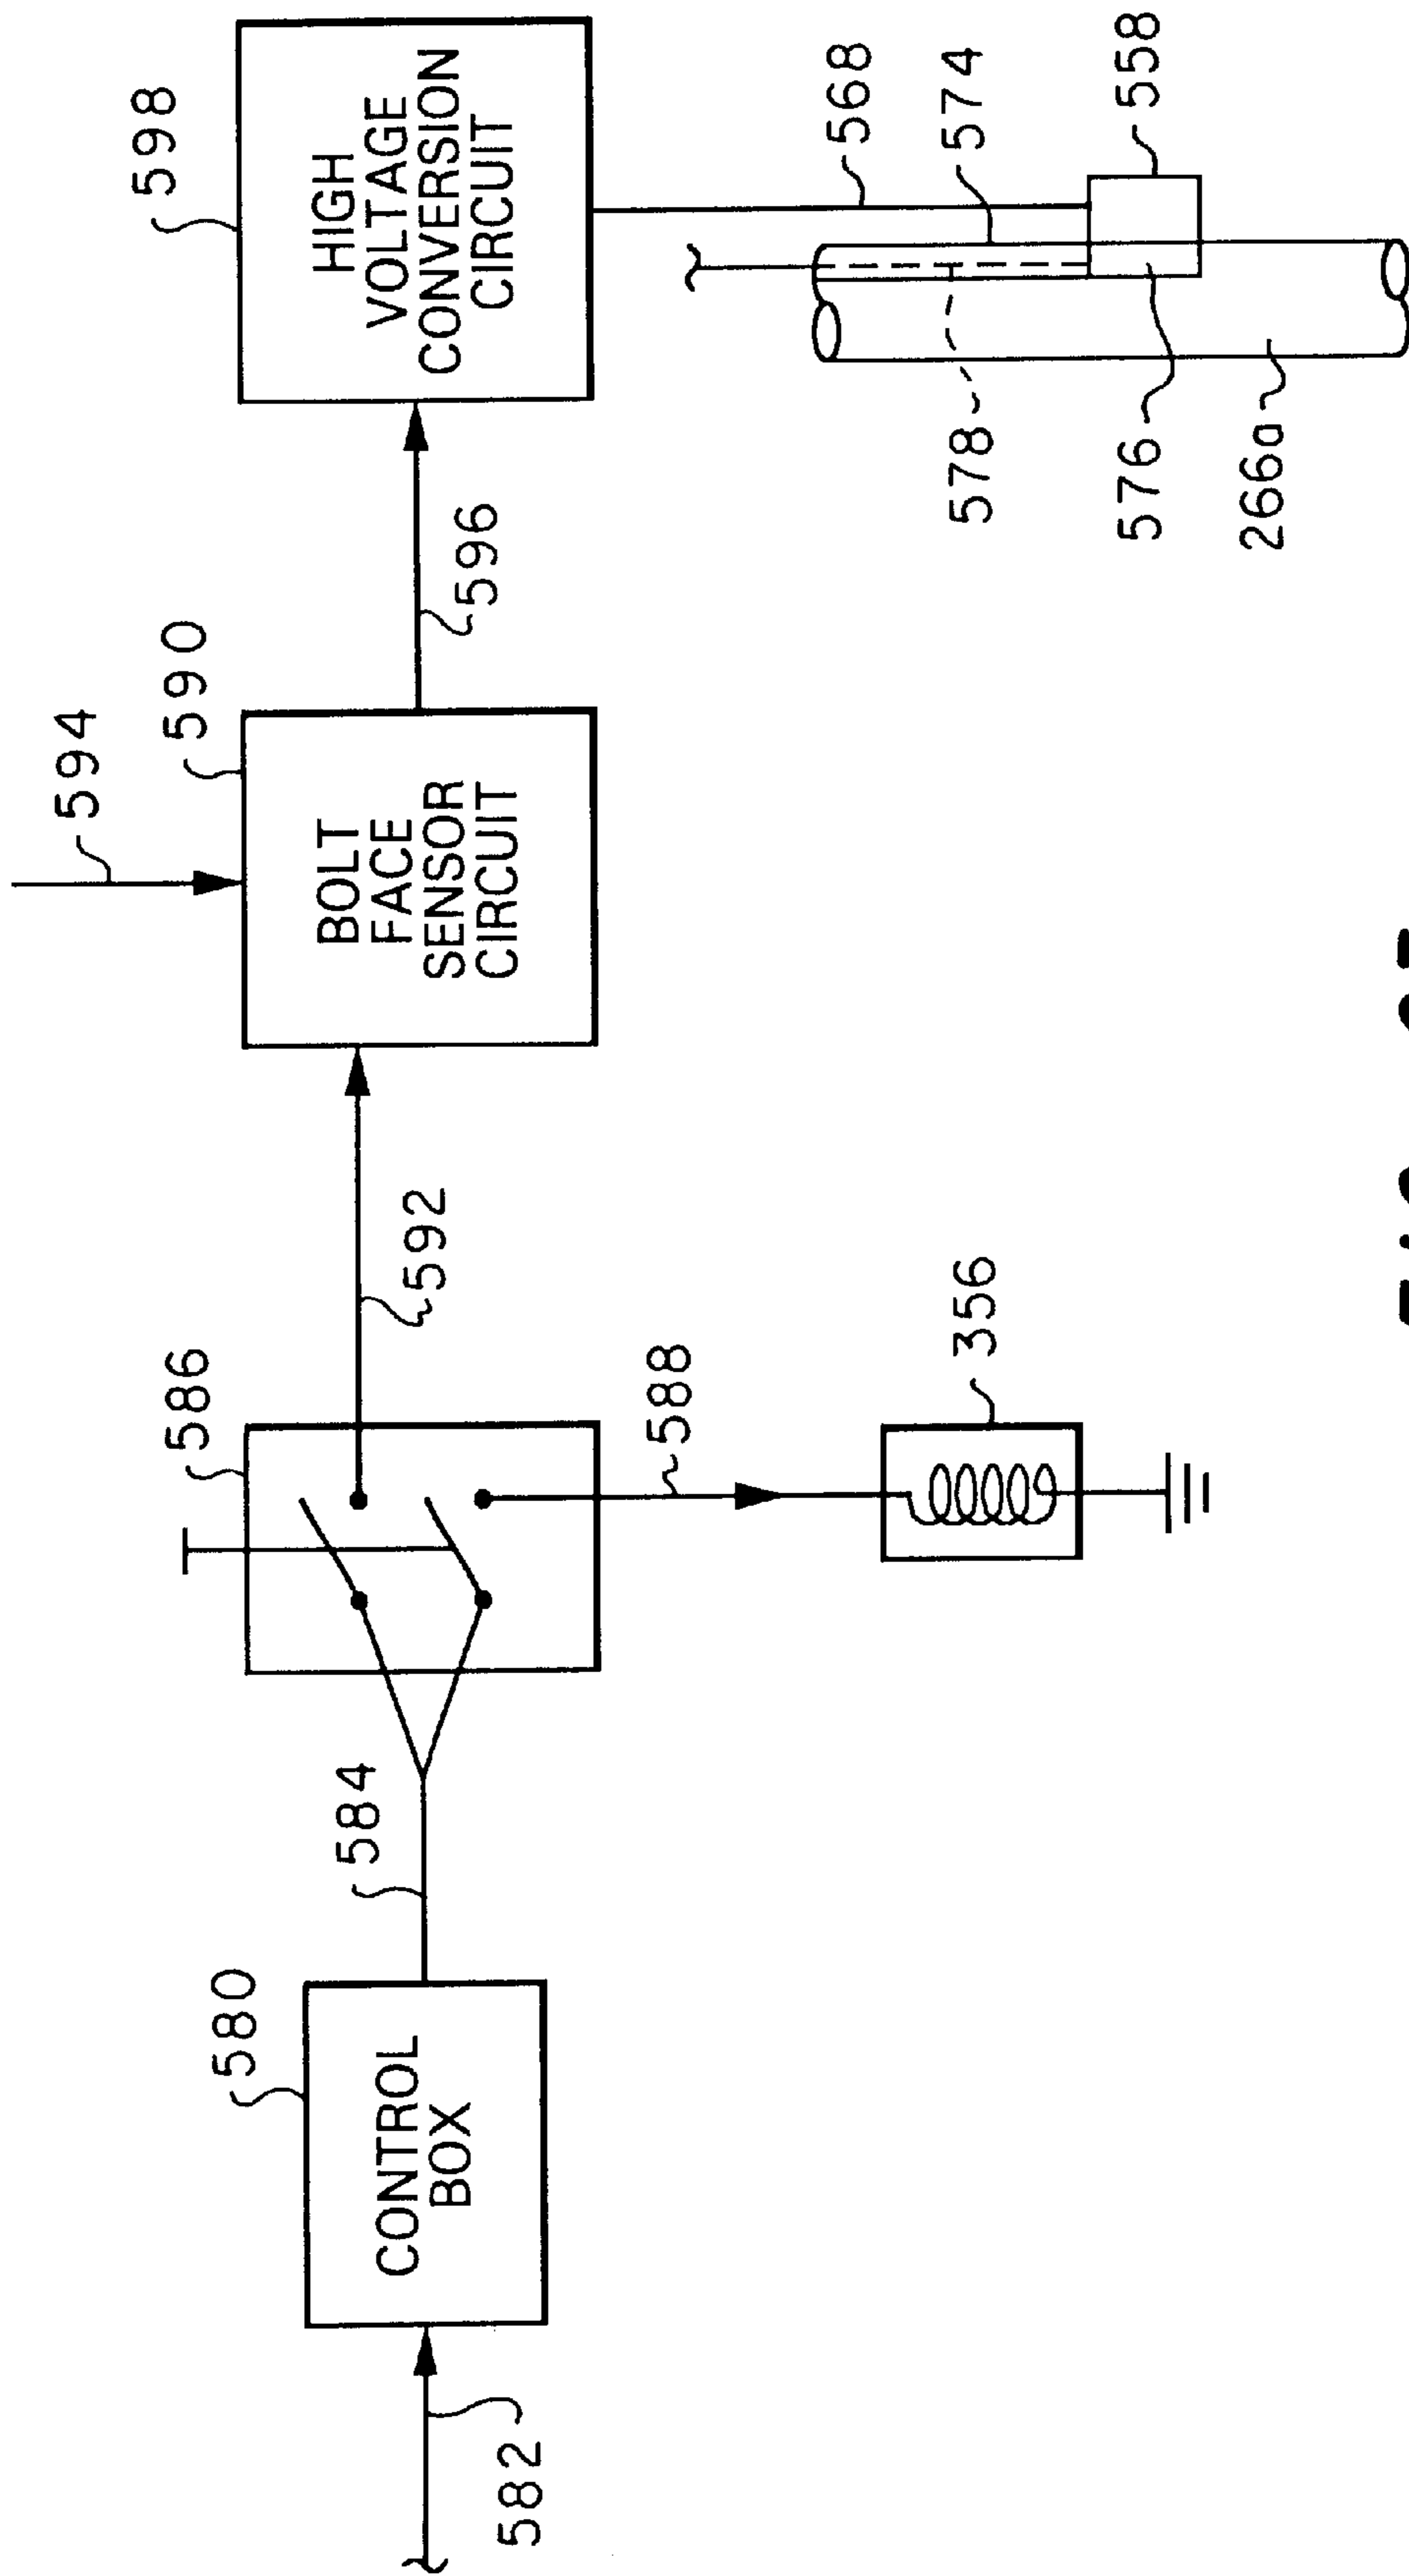 598
HIGH
VOLTAGE
CONVERSION
CIRCUIT
568
574
558
578
576
266a
596
594
590
BOLT
FACE
SENSOR
CIRCUIT
592
586
588
356
584
580
CONTROL
BOX
582